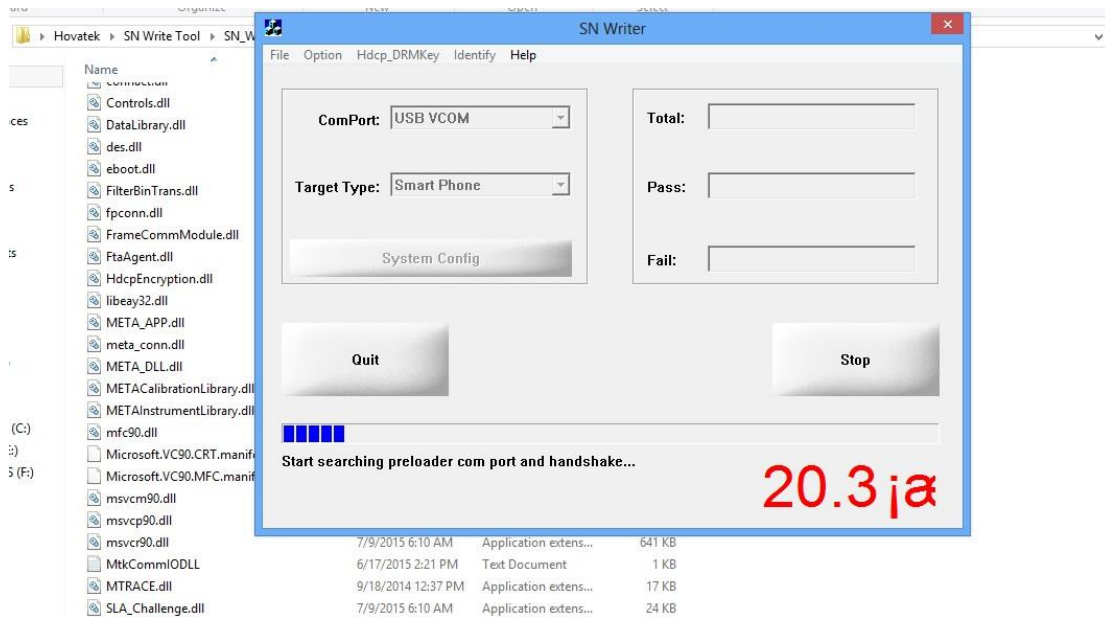 Organize
New
Open
Select
Hovatek SN Write Tool SN_W
SN Writer
File Option Hdcp_DRMKey Identify Help
Name
Controls.dll
DataLibrary.dll
des.dll
eboot.dll
FilterBinTrans.dll
fpconn.dll
FrameCommModule.dll
FtaAgent.dll
HdcpEncryption.dll
libeay32.dll
META_APP.dll
meta_conn.dll
META_DLL.dll
METACalibrationLibrary.dll
METAInstrumentLibrary.dll
mfc90.dll
Microsoft.VC90.CRT.manife
Microsoft.VC90.MFC.manif
msvcm90.dll
msvcp90.dll
msvcr90.dll 7/9/2015 6:10 AM Application extens... 641 KB
MtkCommIODLL 6/17/2015 2:21 PM Text Document 1 KB
MTRACE.dll 9/18/2014 12:37 PM Application extens... 17 KB
SLA_Challenge.dll 7/9/2015 6:10 AM Application extens... 24 KB
(C:)
S (F:)
ComPort: USB VCOM
Target Type: Smart Phone
System Config
Total:
Pass:
Fail:
Quit
Stop
Start searching preloader com port and handshake...
20.3¡æ